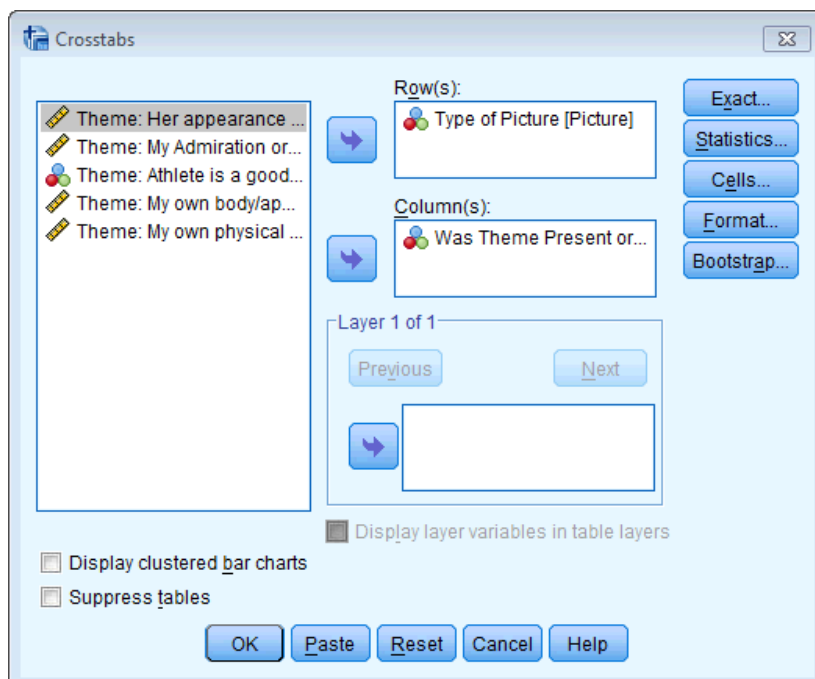 Crosstabs
Theme: Her appearance ...
Theme: My Admiration or...
Theme: Athlete is a good...
Theme: My own body/ap...
Theme: My own physical ...
Row(s):
Type of Picture [Picture]
Column(s):
Was Theme Present or...
Layer 1 of 1
Previous
Next
Display layer variables in table layers
Exact...
Statistics...
Cells...
Format...
Bootstrap...
Display clustered bar charts
Suppress tables
OK Paste Reset Cancel Help